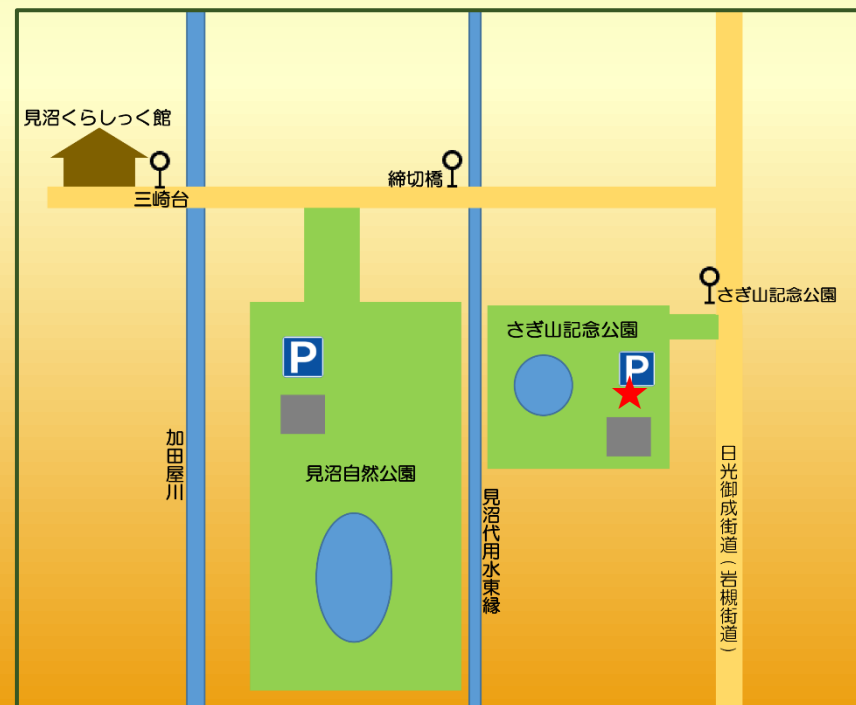 見沼くらしっく館
三崎台
締切橋
さぎ山記念公園
さぎ山記念公園
P
P
加田屋川
見沼自然公園
見沼代用水東縁
日光御成街道(岩槻街道)